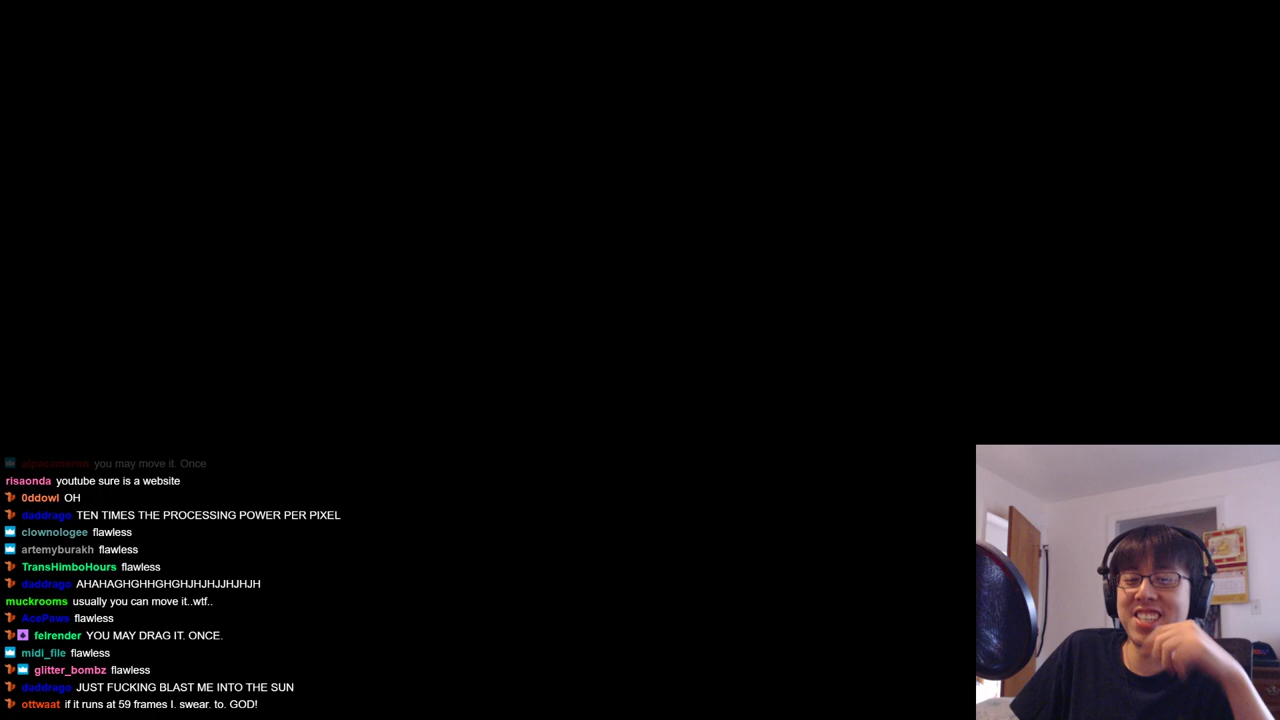 you may move it. Once
risaonda youtube sure is a website
0ddowl OH
daddrago TEN TIMES THE PROCESSING POWER PER PIXEL
clownologee flawless
artemyburakh flawless
TransHimboHours flawless
daddrago AHAHAGHGHHGHGHJHJHJJHJHJH
muckrooms usually you can move it..wtf..
AcePaws flawless
felrender YOU MAY DRAG IT. ONCE.
midi_file flawless
glitter_bombz flawless
daddrago JUST FUCKING BLAST ME INTO THE SUN
ottwaat if it runs at 59 frames I. swear. to. GOD!